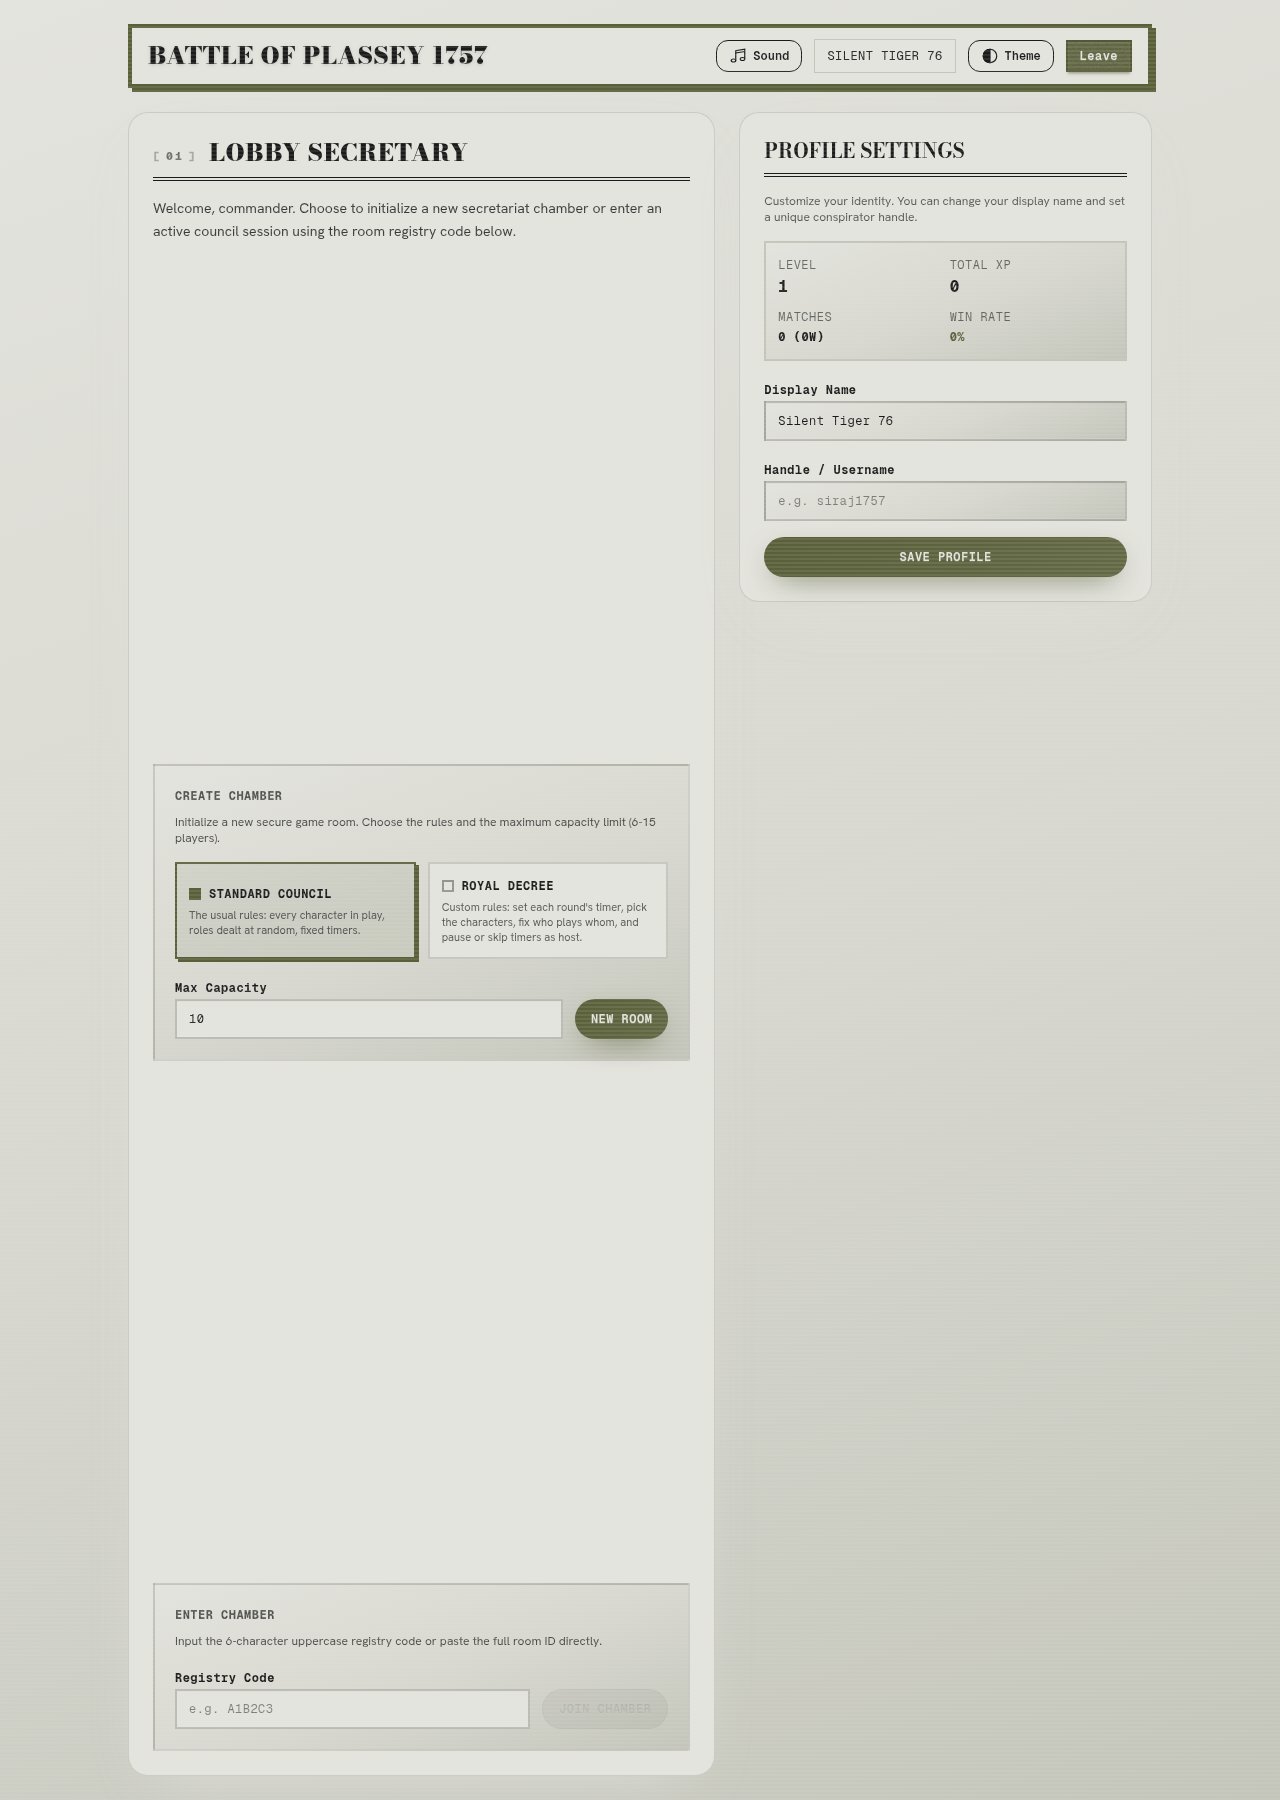 BATTLE OF PLASSEY 1757
Sound
SILENT TIGER 76
Theme
Leave
[ 01 ] LOBBY SECRETARY
Welcome, commander. Choose to initialize a new secretariat chamber or enter an
active council session using the room registry code below.
CREATE CHAMBER
Initialize a new secure game room. Choose the rules and the maximum capacity limit (6-15
players).
STANDARD COUNCIL
The usual rules: every character in play,
roles dealt at random, fixed timers.
ROYAL DECREE
Custom rules: set each round's timer, pick
the characters, fix who plays whom, and
pause or skip timers as host.
Max Capacity
10
NEW ROOM
ENTER CHAMBER
Input the 6-character uppercase registry code or paste the full room ID directly.
Registry Code
e.g. A1B2C3
JOIN CHAMBER
PROFILE SETTINGS
Customize your identity. You can change your display name and set
a unique conspirator handle.
LEVEL
1
TOTAL XP
0
MATCHES
0 (0W)
WIN RATE
0%
Display Name
Silent Tiger 76
Handle / Username
e.g. siraj1757
SAVE PROFILE